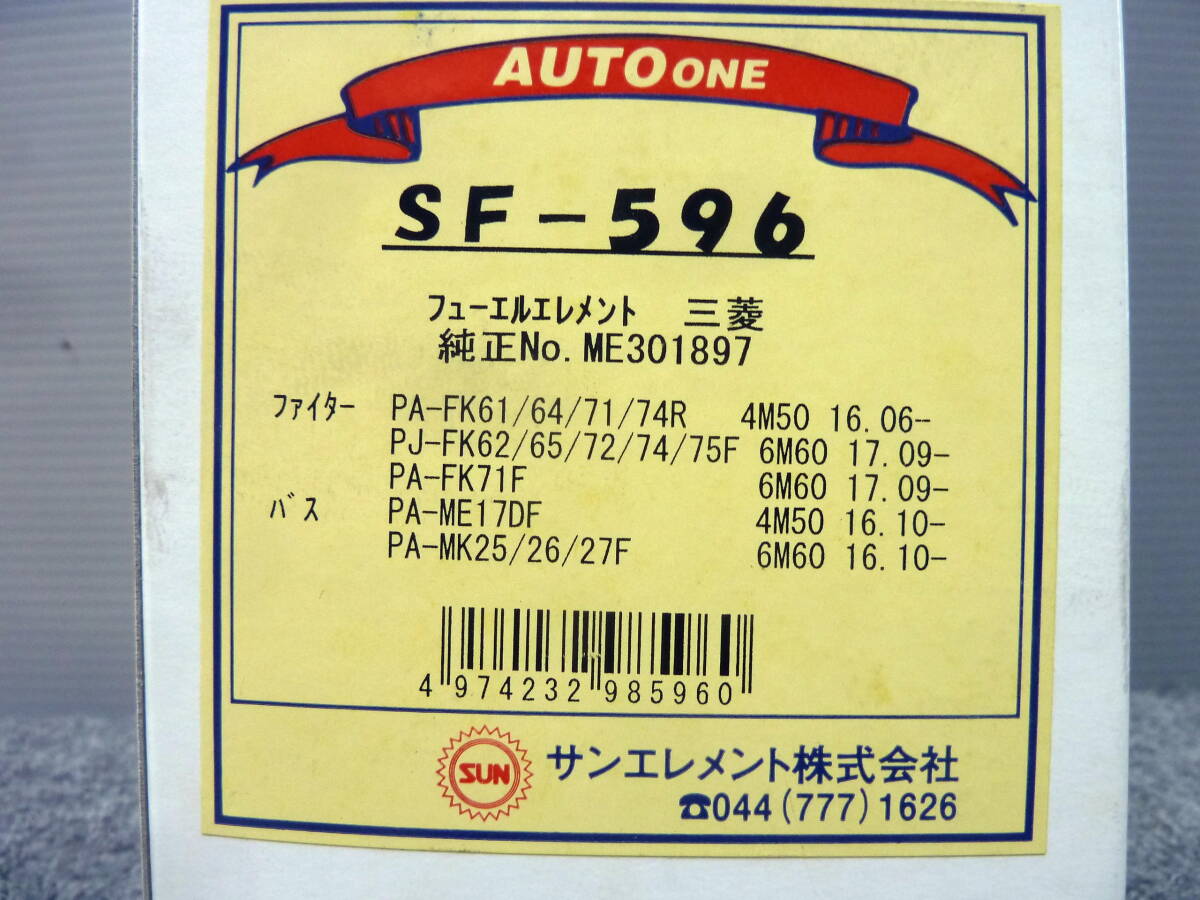 AUTO ONE
SF-596
フューエルエレメント 三菱
純正No. ME301897
ファイター PA-FK61/64/71/74R 4M50 16.06-
PJ-FK62/65/72/74/75F 6M60 17.09-
PA-FK71F 6M60 17.09-
バス PA-ME17DF 4M50 16.10-
PA-MK25/26/27F 6M60 16.10-
4 974232 985960
SUN サンエレメント株式会社
☎044(777)1626